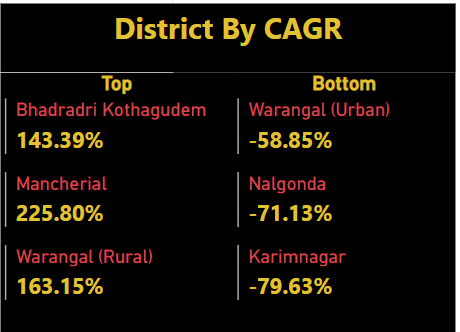 District By CAGR
Top
Bottom
Bhadradri Kothagudem
143.39%
Warangal (Urban)
-58.85%
Mancherial
225.80%
Nalgonda
-71.13%
Warangal (Rural)
163.15%
Karimnagar
-79.63%